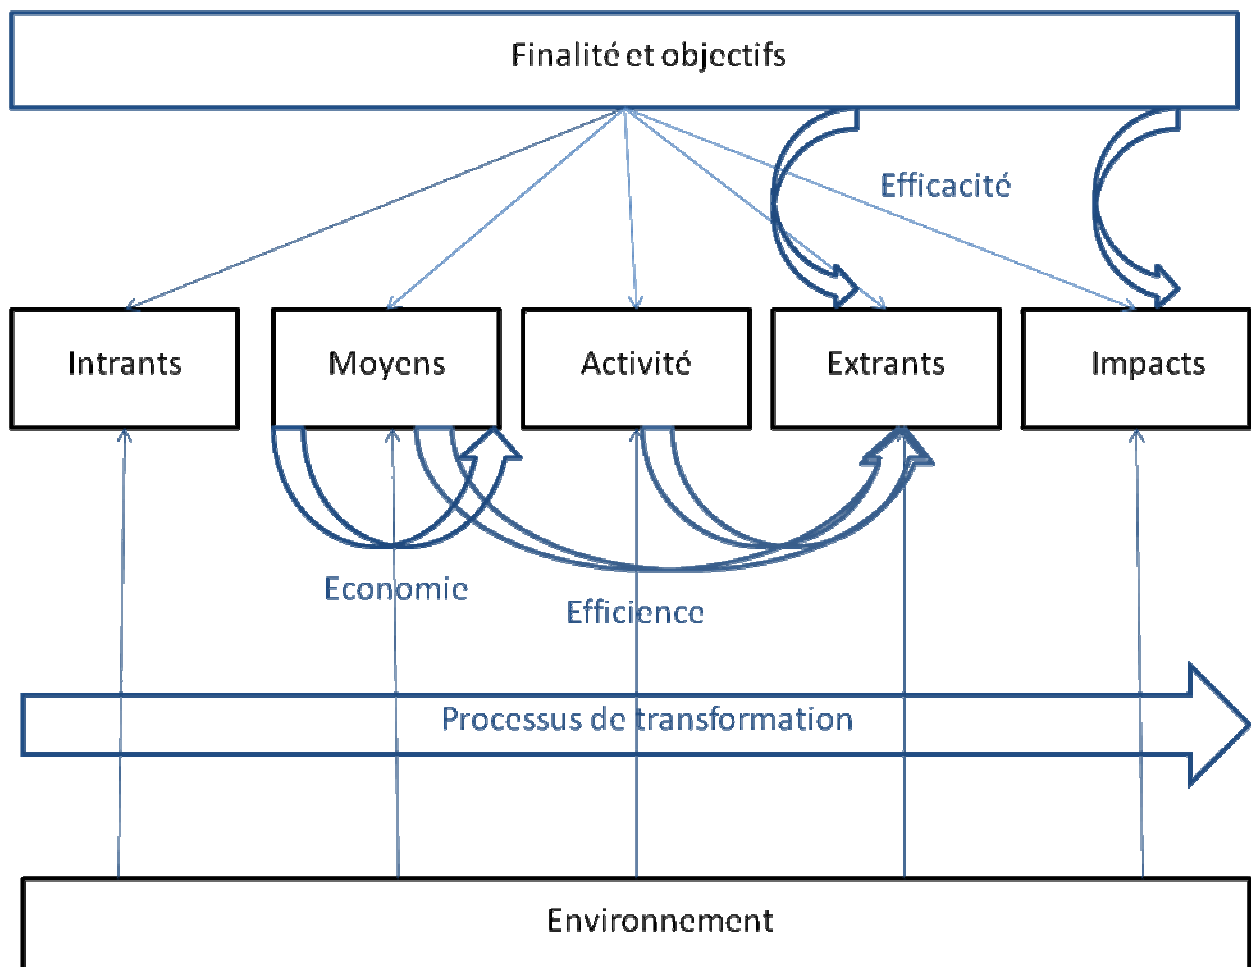 Finalité et objectifs
Efficacité
Intrants
Moyens
Activité
Extrants
Impacts
Economie
Efficience
Processus de transformation
Environnement